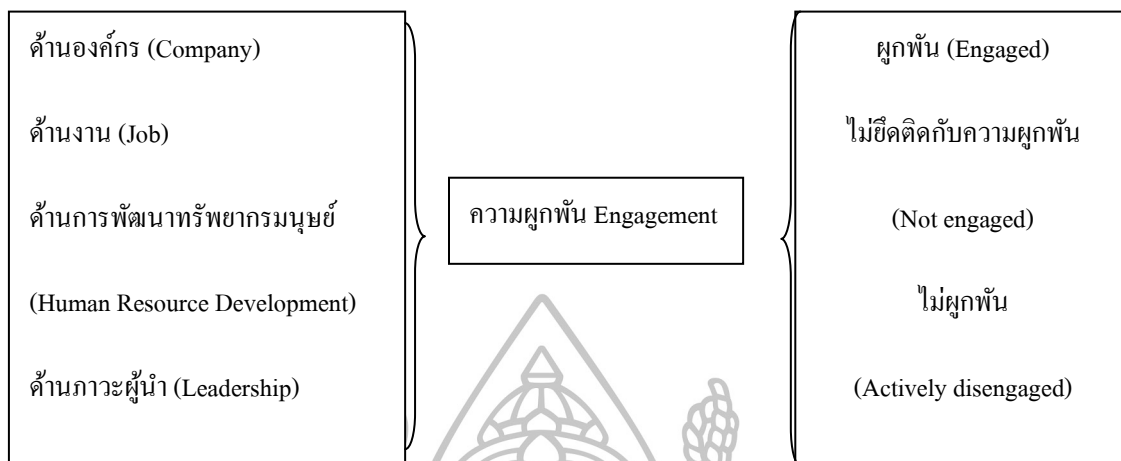 ด้านองค์กร (Company)
ด้านงาน (Job)
ด้านการพัฒนาทรัพยากรมนุษย์
(Human Resource Development)
ด้านภาวะผู้นำ (Leadership)
ความผูกพัน Engagement
ผูกพัน (Engaged)
ไม่ยึดติดกับความผูกพัน
(Not engaged)
ไม่ผูกพัน
(Actively disengaged)